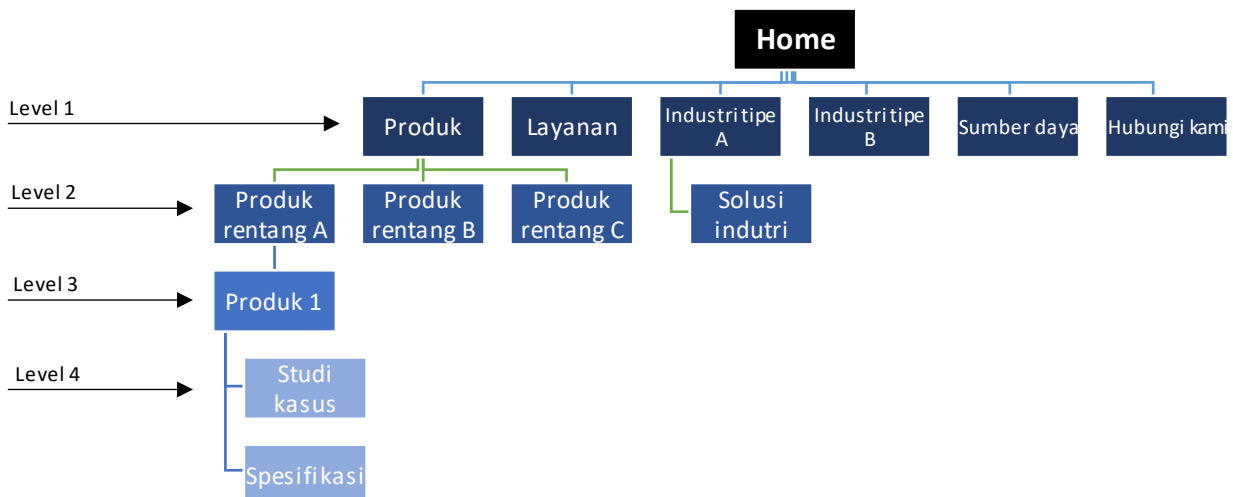 Home
Level 1
Produk
Layanan
Industri tipe
A
Industri tipe
B
Sumber daya
Hubungi kami
Level 2
Produk
rentang A
Produk
rentang B
Produk
rentang C
Solusi
indutri
Level 3
Produk 1
Level 4
Studi
kasus
Spesifikasi